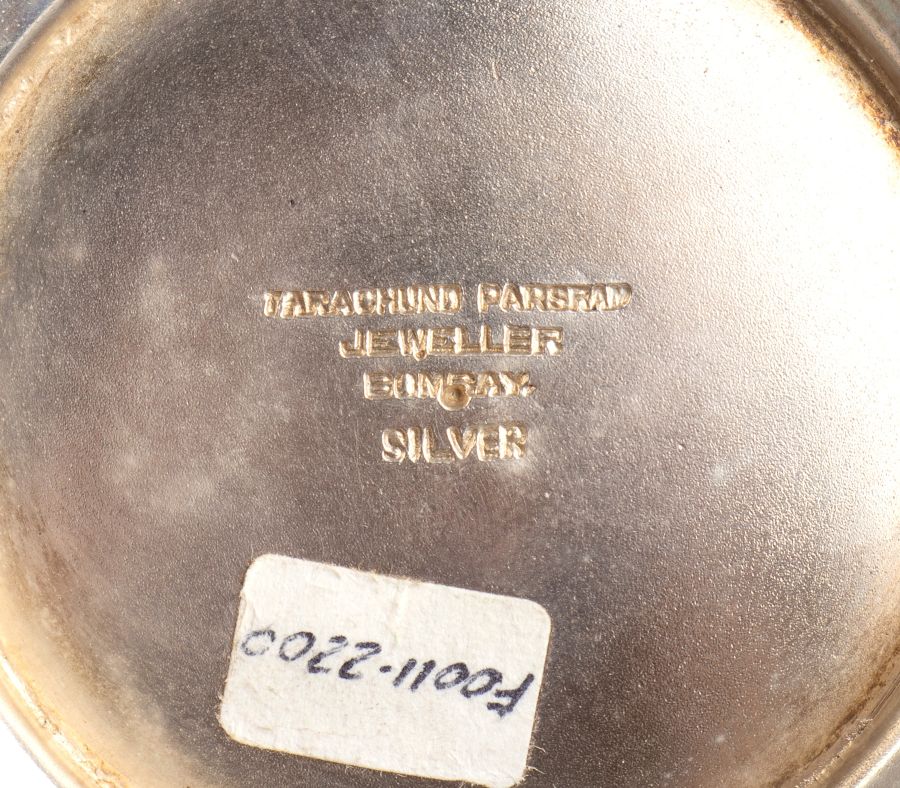 TARACHUND PARSRAM
JEWELLER
BOMBAY.
SILVER
F0011-2200